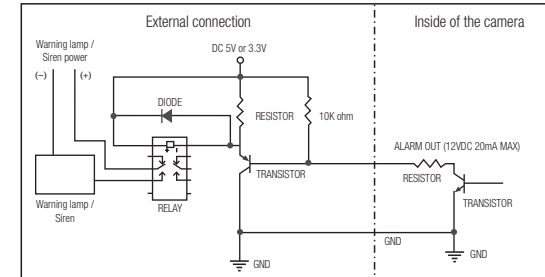 External connection
Inside of the camera
Warning lamp /
Siren power
(−) (+)
DC 5V or 3.3V
DIODE
RESISTOR
10K ohm
ALARM OUT (12VDC 20mA MAX)
RESISTOR
TRANSISTOR
TRANSISTOR
Warning lamp /
Siren
RELAY
GND
GND
GND